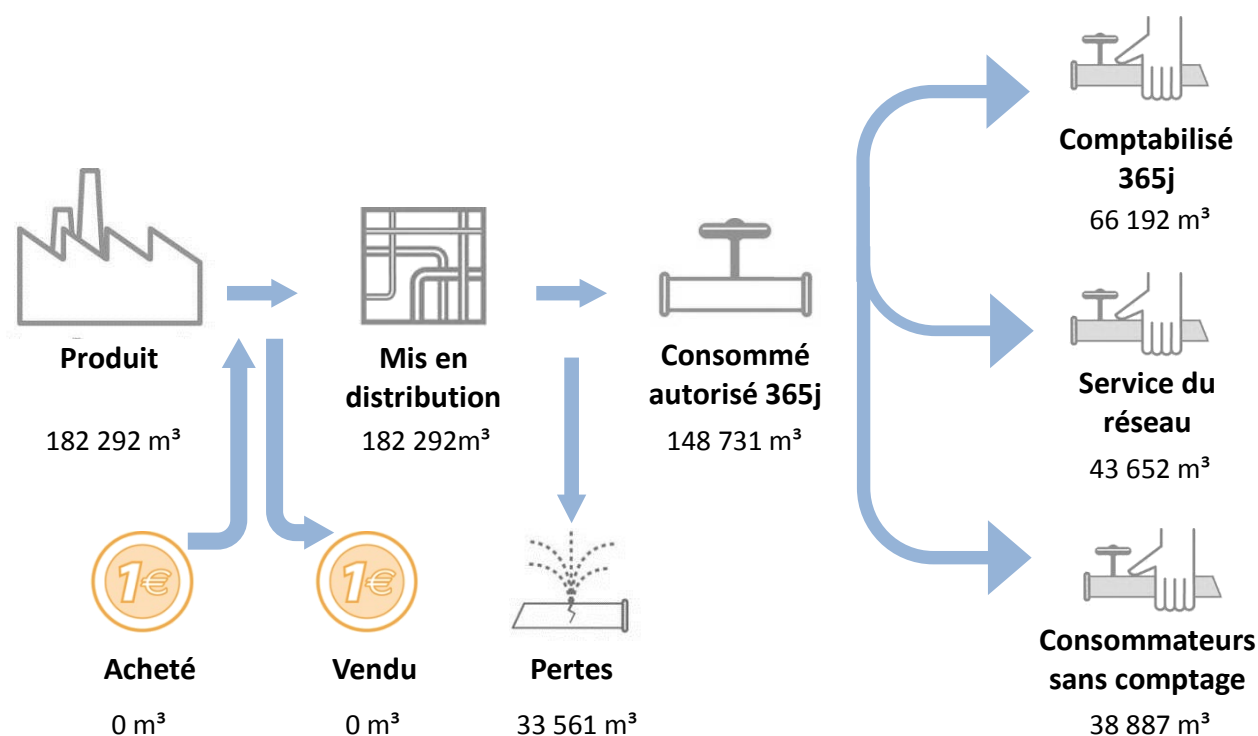 Produit
182 292 m³
Mis en
distribution
182 292m³
Consommé
autorisé 365j
148 731 m³
Comptabilisé
365j
66 192 m³
Service du
réseau
43 652 m³
Consommateurs
sans comptage
38 887 m³
1€
Acheté
0 m³
1€
Vendu
0 m³
Pertes
33 561 m³